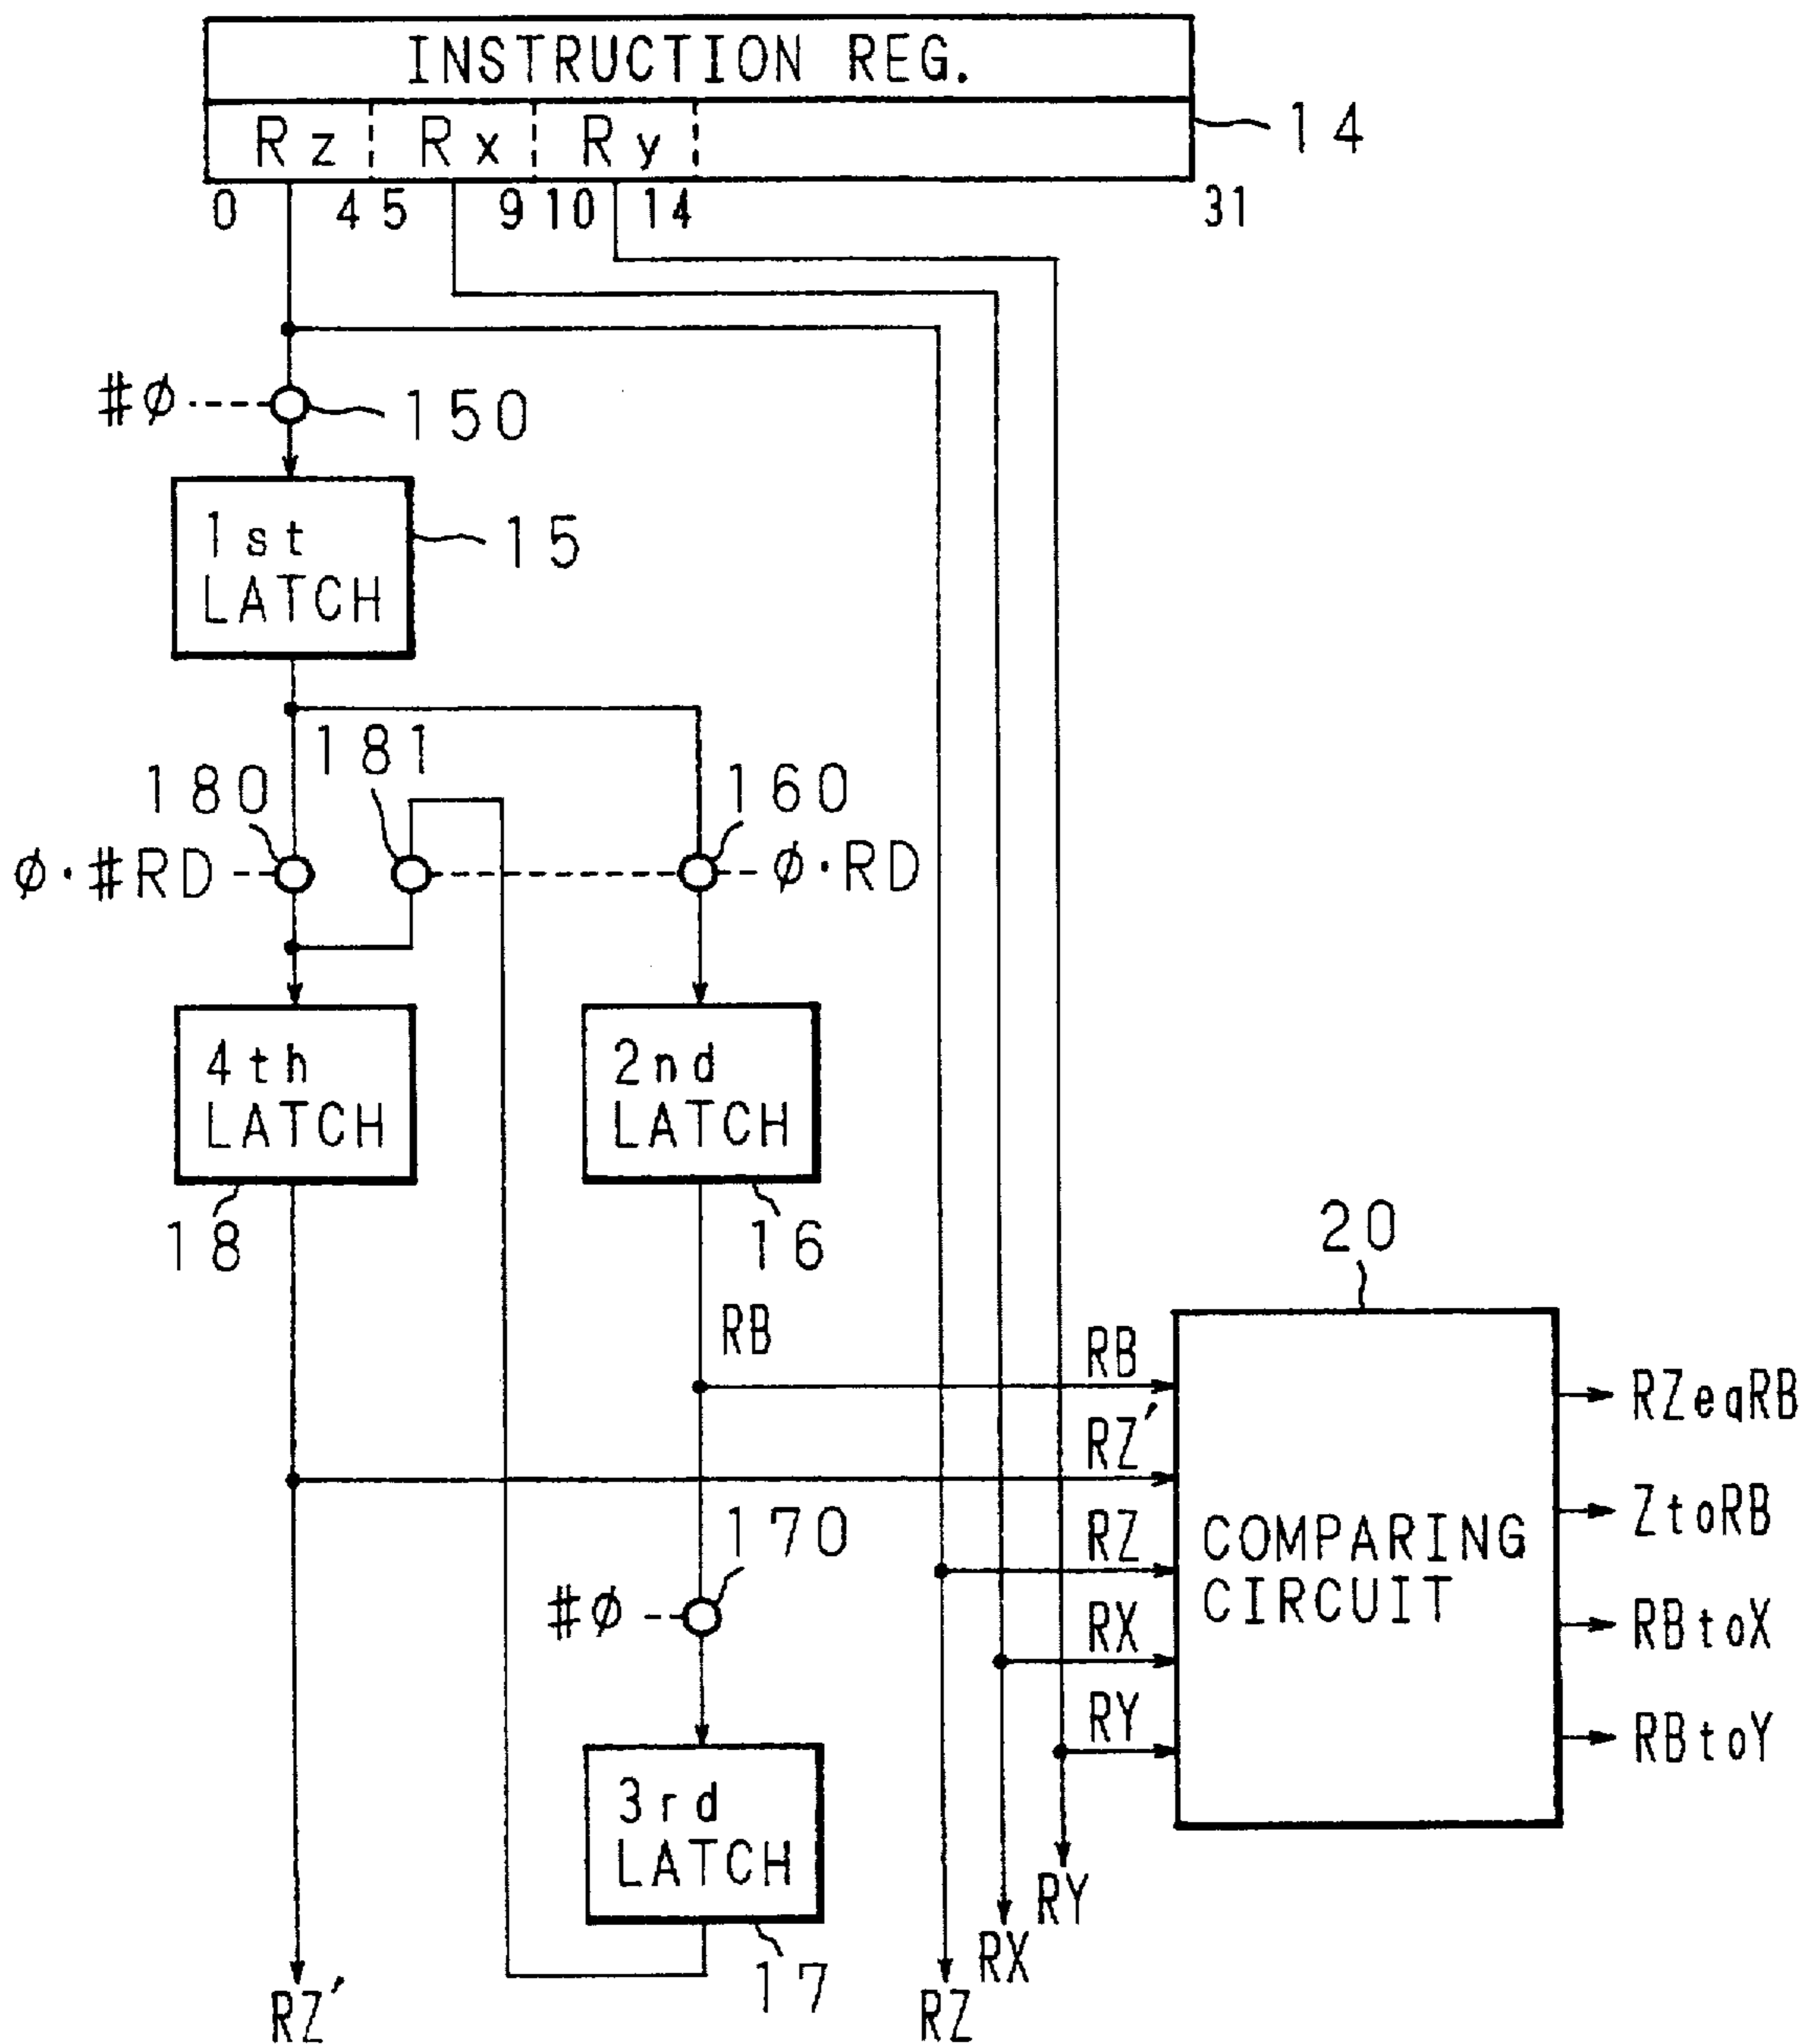 INSTRUCTION REG.
Rz Rx Ry
14
0 4 5 9 10 14 31
#φ
150
1st
LATCH
15
181
180
160
φ·#RD
φ·RD
4th
LATCH
2nd
LATCH
18
16
20
RB
RB
RZ'
RZ
RX
RY
COMPARING
CIRCUIT
RZeqRB
ZtoRB
RBtoX
RBtoY
170
#φ
3rd
LATCH
17
RY
RX
RZ
RZ'